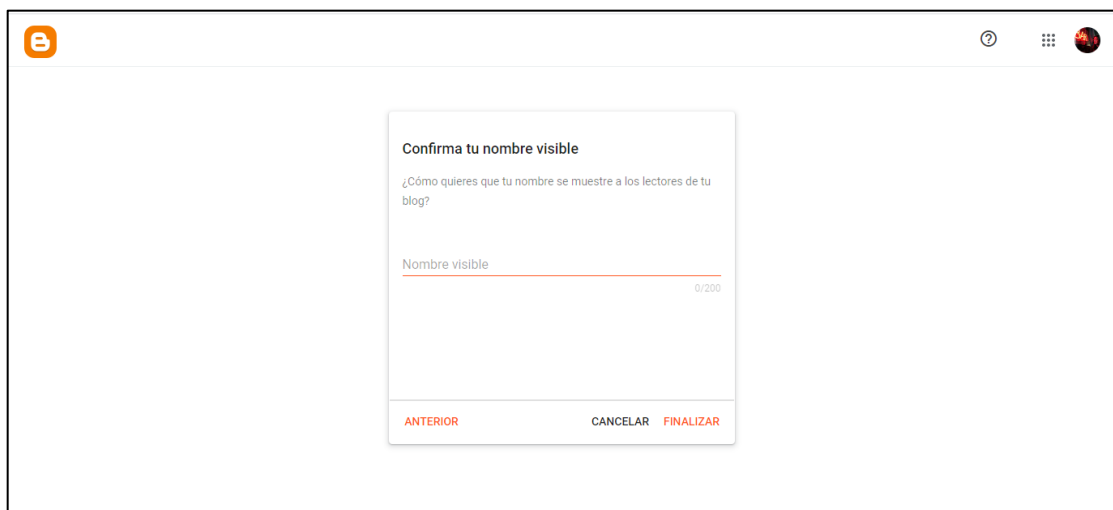 Confirma tu nombre visible
¿Cómo quieres que tu nombre se muestre a los lectores de tu
blog?
Nombre visible
0/200
ANTERIOR CANCELAR FINALIZAR